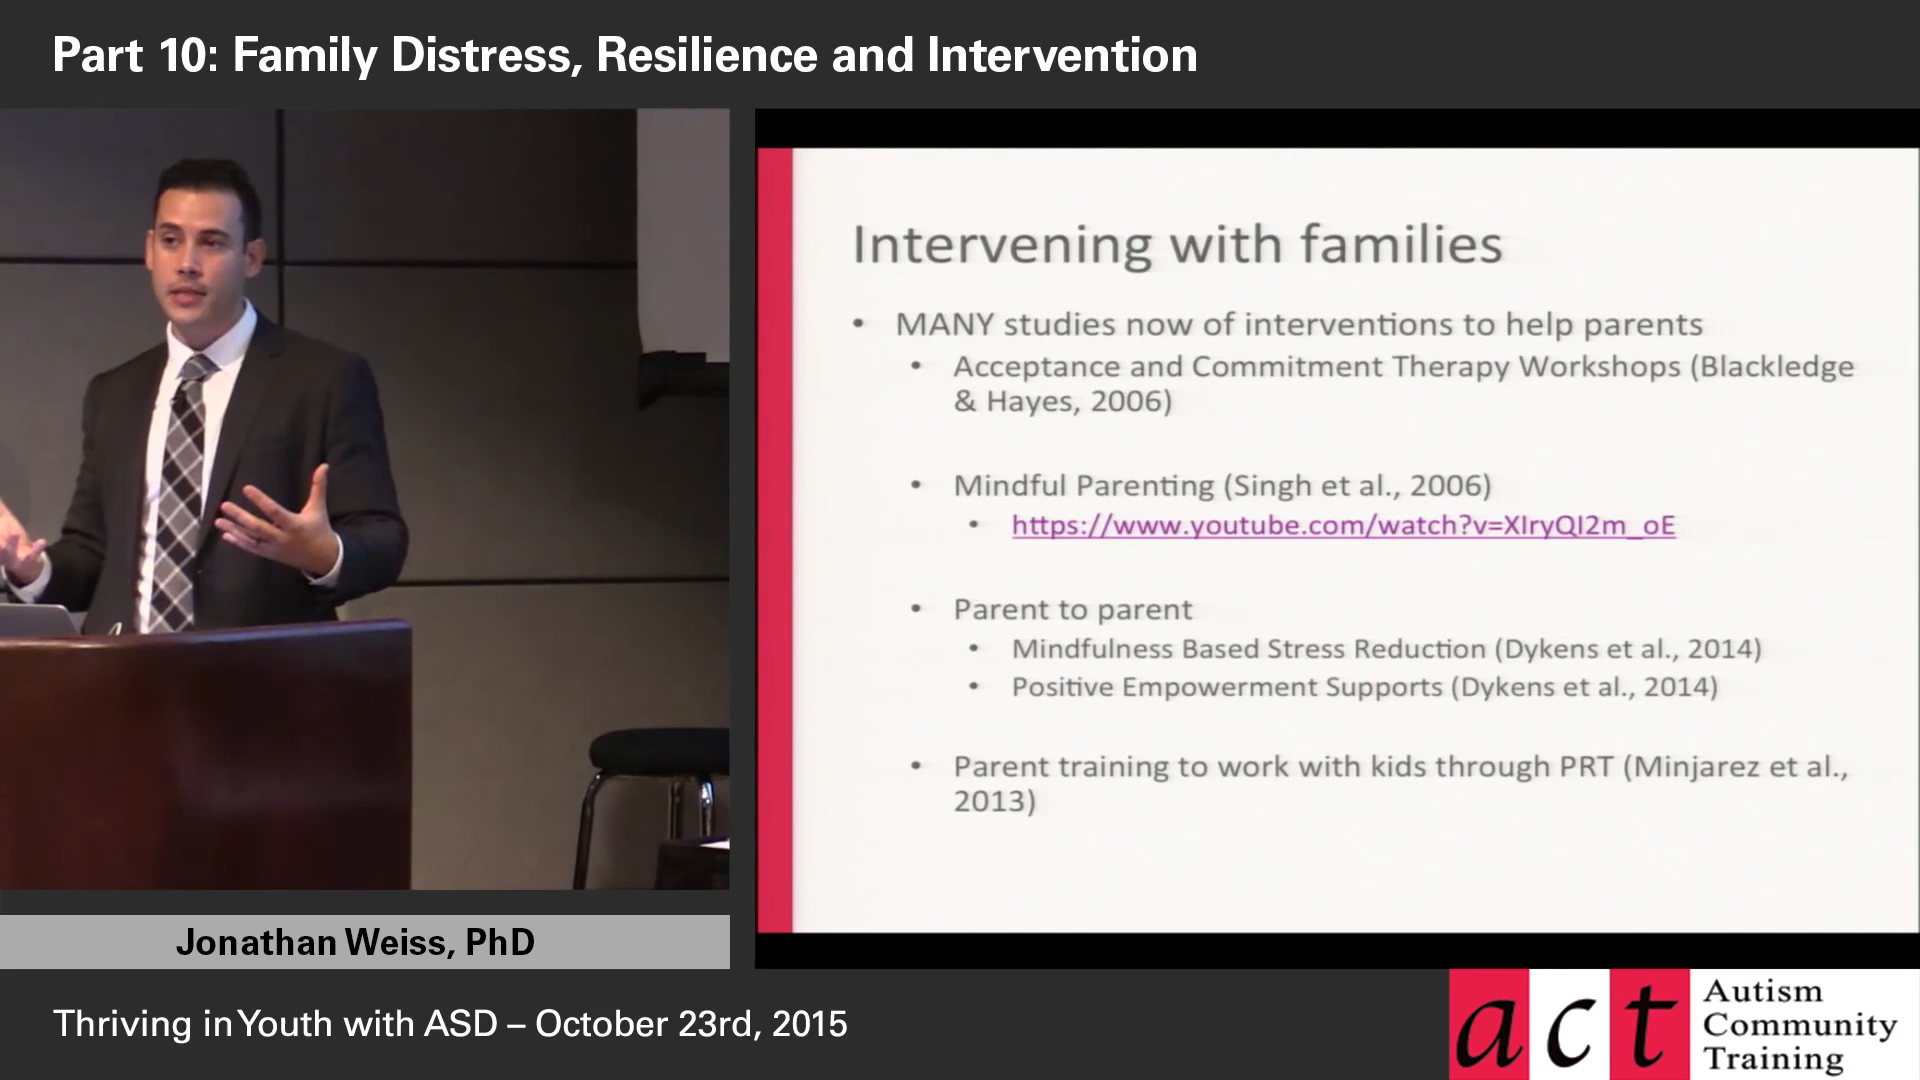 Part 10: Family Distress, Resilience and Intervention
Intervening with families
• MANY studies now of interventions to help parents
• Acceptance and Commitment Therapy Workshops (Blackledge
& Hayes, 2006)
• Mindful Parenting (Singh et al., 2006)
• https://www.youtube.com/watch?v=XIryQI2m_oE
• Parent to parent
• Mindfulness Based Stress Reduction (Dykens et al., 2014)
• Positive Empowerment Supports (Dykens et al., 2014)
• Parent training to work with kids through PRT (Minjarez et al.,
2013)
Jonathan Weiss, PhD
Thriving in Youth with ASD – October 23rd, 2015
act
Autism
Community
Training